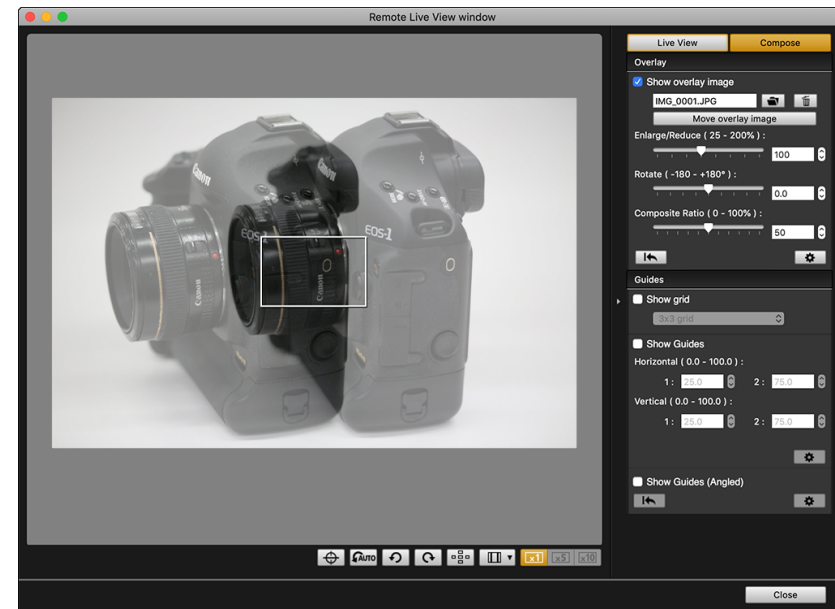 Remote Live View window
Live View
Compose
Overlay
Show overlay image
IMG_0001.JPG
Move overlay image
Enlarge/Reduce ( 25 - 200% ) :
100
Rotate ( -180 - +180° ) :
0.0
Composite Ratio ( 0 - 100% ) :
50
Guides
Show grid
3x3 grid
Show Guides
Horizontal ( 0.0 - 100.0 ) :
1 : 25.0 2 : 75.0
Vertical ( 0.0 - 100.0 ) :
1 : 25.0 2 : 75.0
Show Guides (Angled)
Canon
Canon
EOS-1
EOS-1
Canon
Canon
AUTO
x1 x5 x10
Close